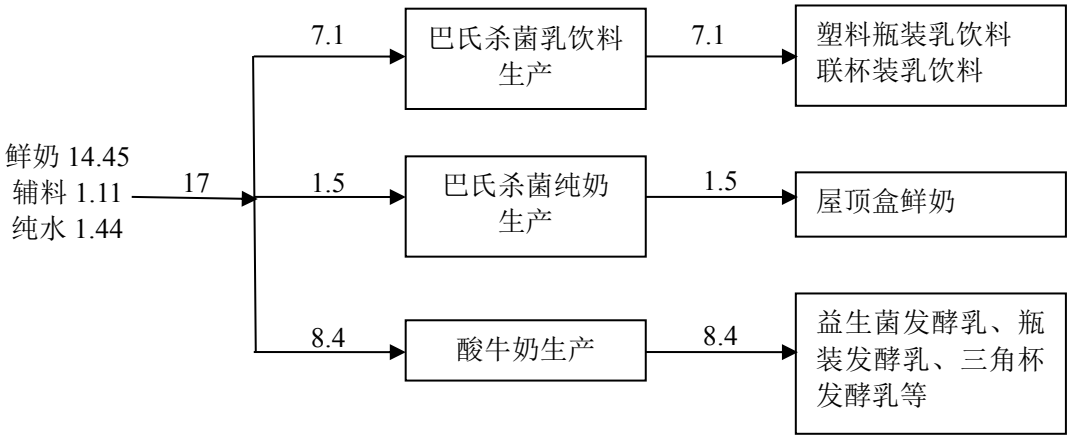 7.1
巴氏杀菌乳饮料
生产
7.1
塑料瓶装乳饮料
联杯装乳饮料
鲜奶 14.45
辅料 1.11
纯水 1.44
17
1.5
巴氏杀菌纯奶
生产
1.5
屋顶盒鲜奶
8.4
酸牛奶生产
8.4
益生菌发酵乳、瓶
装发酵乳、三角杯
发酵乳等